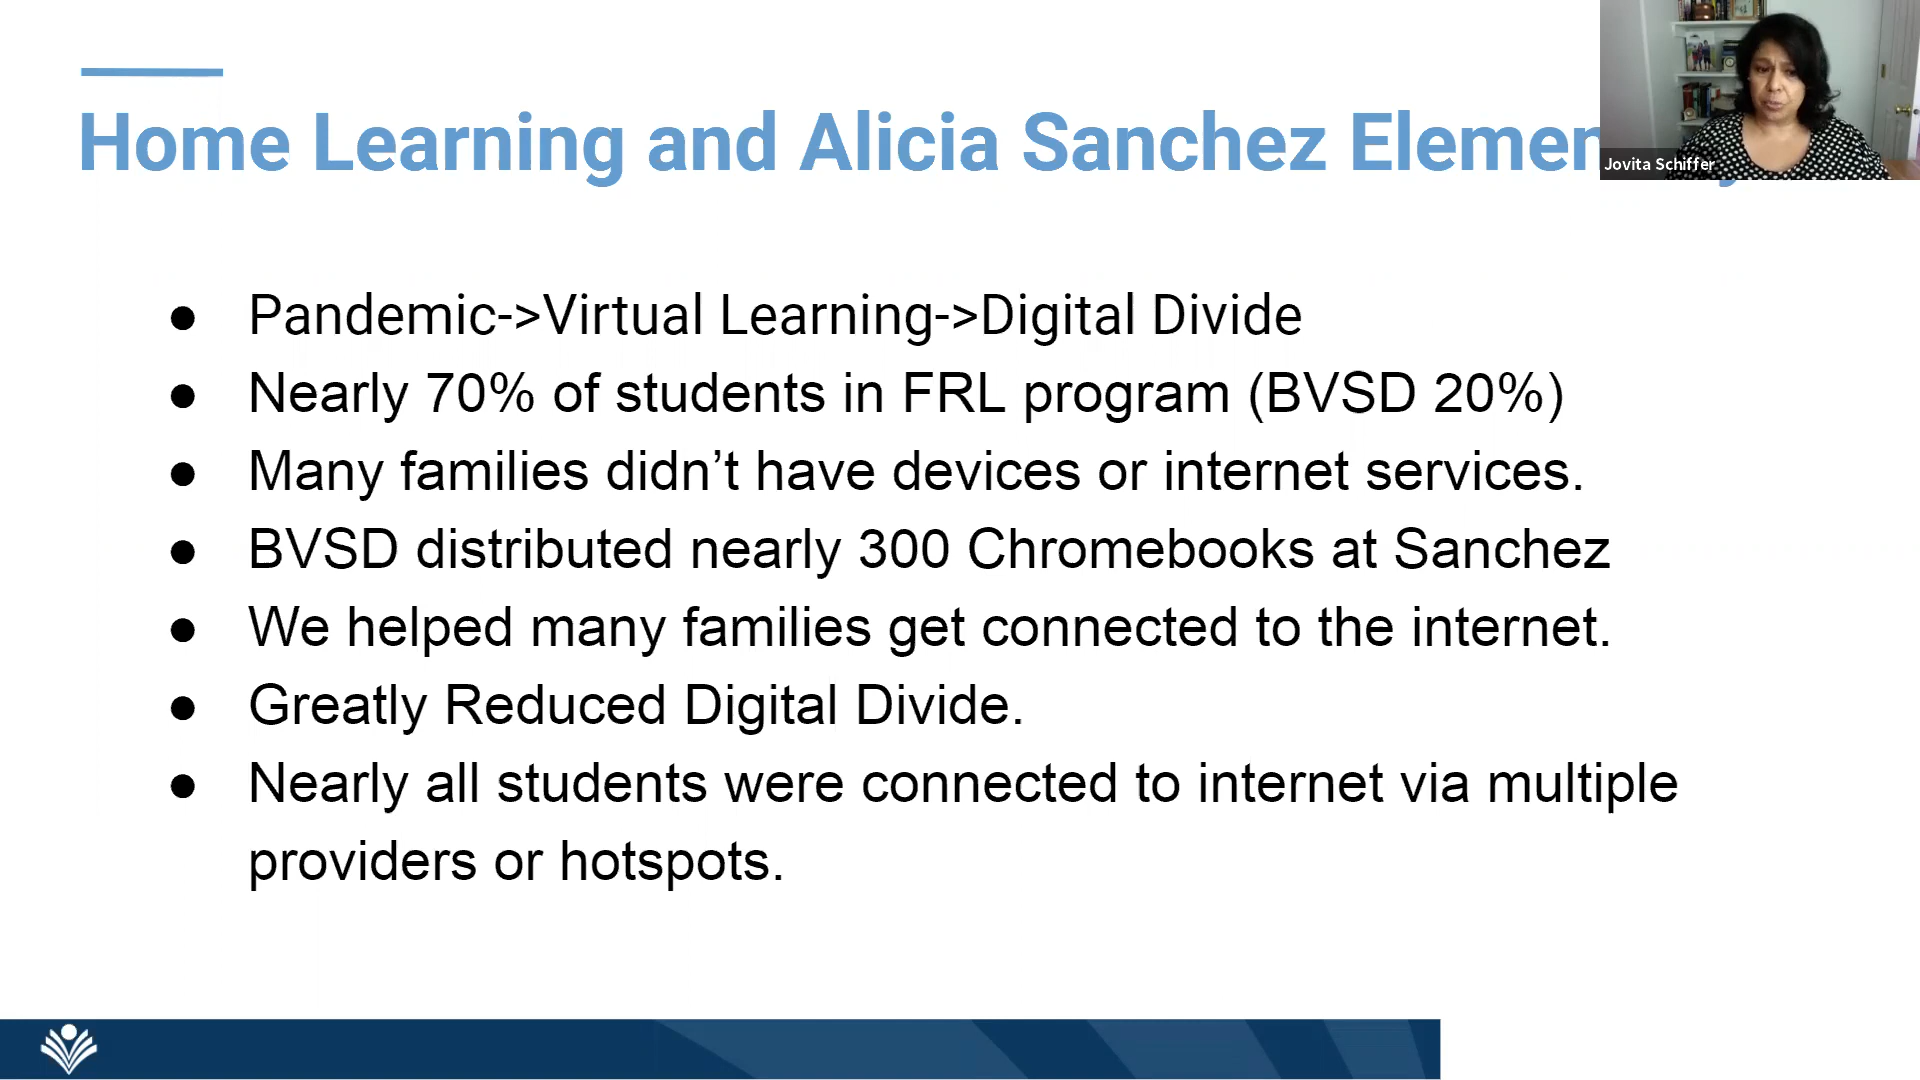 Home Learning and Alicia Sanchez
Jovita Schiffer
● Pandemic->Virtual Learning->Digital Divide
● Nearly 70% of students in FRL program (BVSD 20%)
● Many families didn’t have devices or internet services.
● BVSD distributed nearly 300 Chromebooks at Sanchez
● We helped many families get connected to the internet.
● Greatly Reduced Digital Divide.
● Nearly all students were connected to internet via multiple
providers or hotspots.